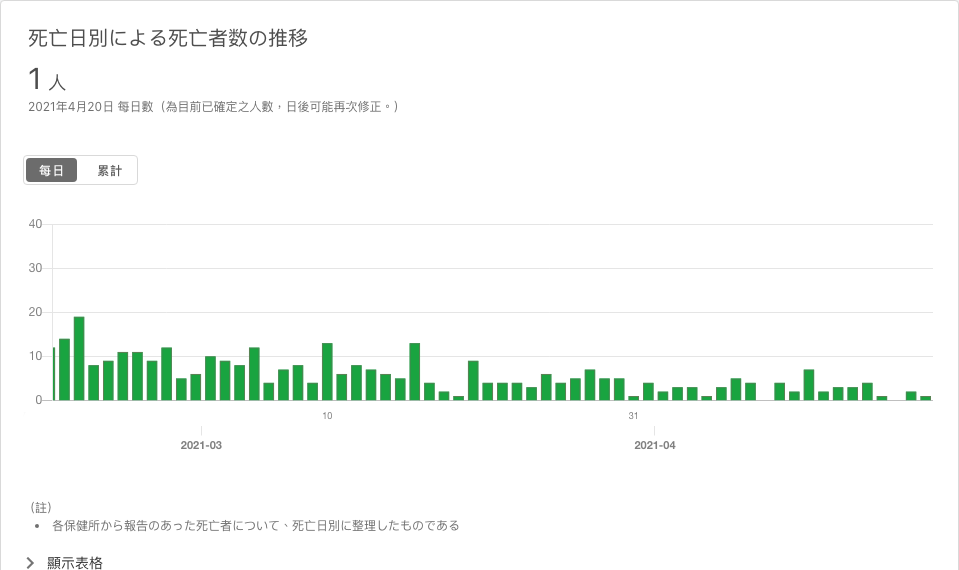 死亡日別による死亡者数の推移
1 人
2021年4月20日 每日數（為目前已確定之人數，日後可能再次修正。）
每日 累計
40
30
20
10
0
10 31
2021-03 2021-04
（註）
• 各保健所から報告のあった死亡者について、死亡日別に整理したものである
顯示表格